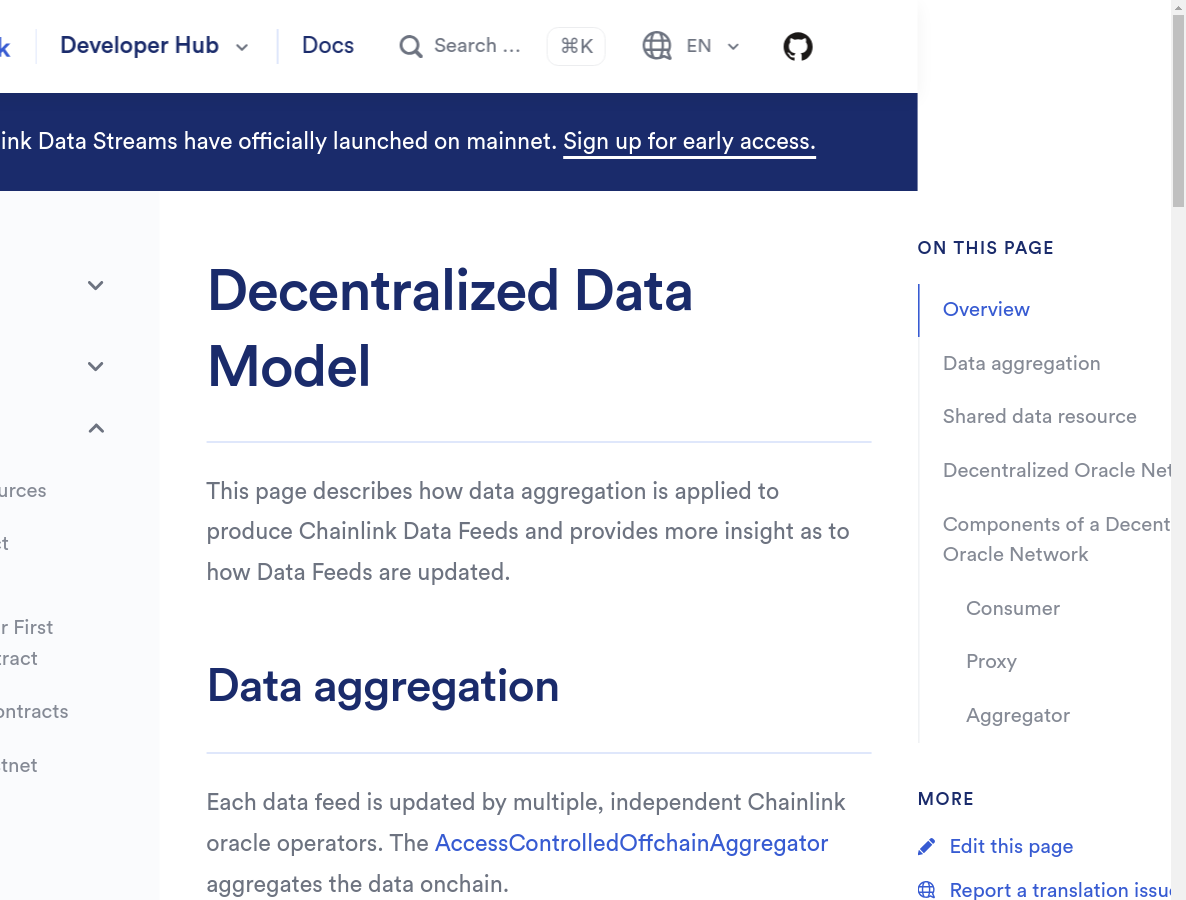 k
Developer Hub
Docs
Search ...
⌘K
EN
ink Data Streams have officially launched on mainnet. Sign up for early access.
urces
ct
r First
tract
ontracts
tnet
Decentralized Data
Model
This page describes how data aggregation is applied to
produce Chainlink Data Feeds and provides more insight as to
how Data Feeds are updated.
Data aggregation
Each data feed is updated by multiple, independent Chainlink
oracle operators. The AccessControlledOffchainAggregator
aggregates the data onchain.
ON THIS PAGE
Overview
Data aggregation
Shared data resource
Decentralized Oracle Net
Components of a Decent
Oracle Network
Consumer
Proxy
Aggregator
MORE
Edit this page
Report a translation issue